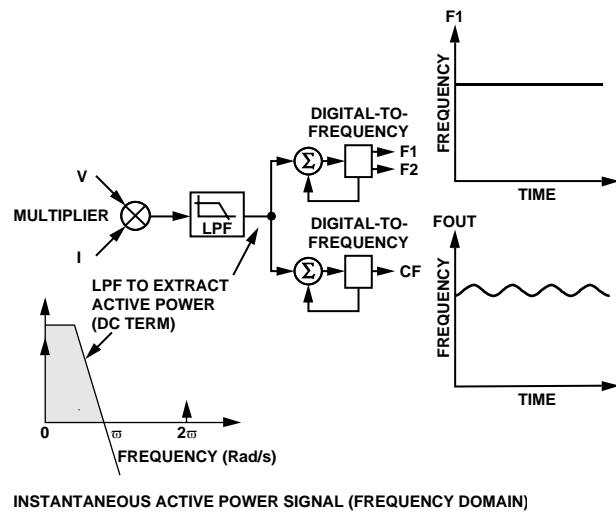 F1
FREQUENCY
TIME
DIGITAL-TO-
FREQUENCY
Σ
F1
F2
V
MULTIPLIER
I
LPF
DIGITAL-TO-
FREQUENCY
Σ
CF
FOUT
FREQUENCY
TIME
LPF TO EXTRACT
ACTIVE POWER
(DC TERM)
0
ϖ
2ϖ
FREQUENCY (Rad/s)
INSTANTANEOUS ACTIVE POWER SIGNAL (FREQUENCY DOMAIN)